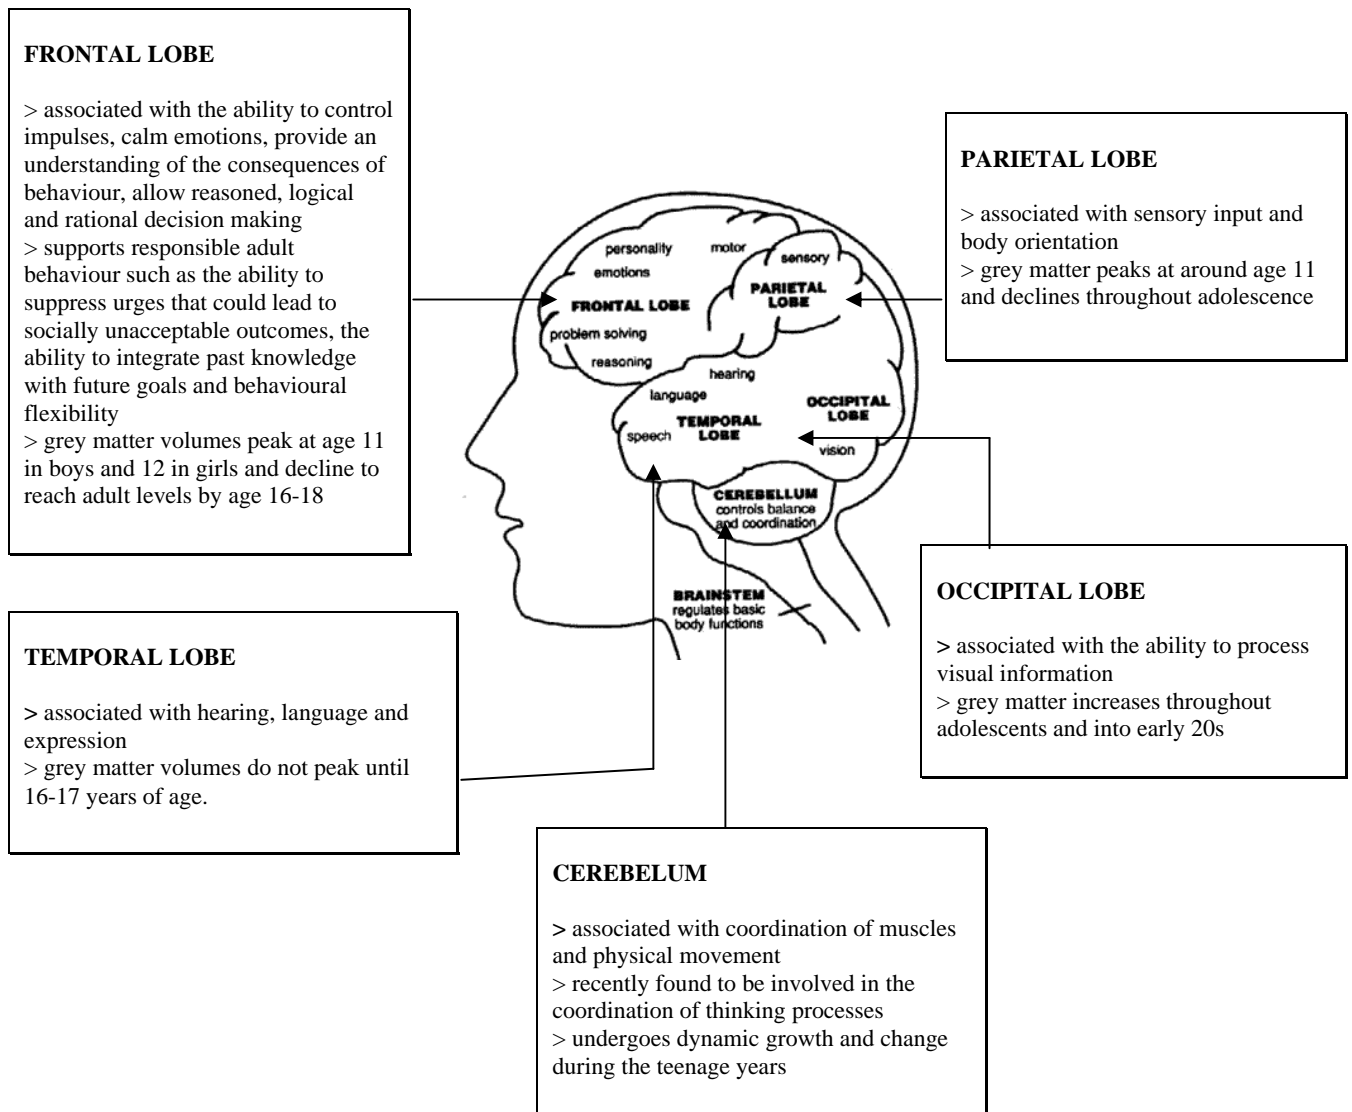 FRONTAL LOBE
> associated with the ability to control
impulses, calm emotions, provide an
understanding of the consequences of
behaviour, allow reasoned, logical
and rational decision making
> supports responsible adult
behaviour such as the ability to
suppress urges that could lead to
socially unacceptable outcomes, the
ability to integrate past knowledge
with future goals and behavioural
flexibility
> grey matter volumes peak at age 11
in boys and 12 in girls and decline to
reach adult levels by age 16-18
PARIETAL LOBE
> associated with sensory input and
body orientation
> grey matter peaks at around age 11
and declines throughout adolescence
personality
motor
sensory
emotions
FRONTAL LOBE
PARIETAL
LOBE
problem solving
reasoning
hearing
language
TEMPORAL
LOBE
speech
OCCIPITAL
LOBE
vision
CEREBELLUM
controls balance
and coordination
BRAINSTEM
regulates basic
body functions
OCCIPITAL LOBE
> associated with the ability to process
visual information
> grey matter increases throughout
adolescents and into early 20s
TEMPORAL LOBE
> associated with hearing, language and
expression
> grey matter volumes do not peak until
16-17 years of age.
CEREBELUM
> associated with coordination of muscles
and physical movement
> recently found to be involved in the
coordination of thinking processes
> undergoes dynamic growth and change
during the teenage years